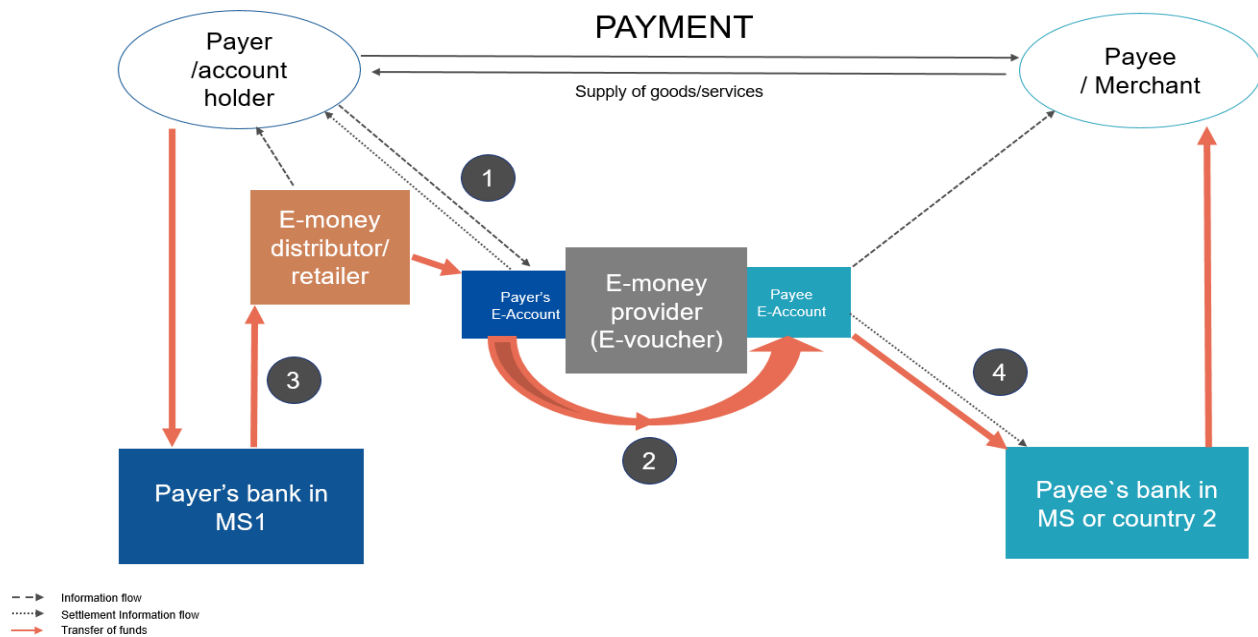 PAYMENT
Payer
/account
holder
Payee
/ Merchant
Supply of goods/services
1
E-money
distributor/
retailer
Payer's
E-Account
E-money
provider
(E-voucher)
Payee
E-Account
3
4
2
Payer’s bank in
MS1
Payee`s bank in
MS or country 2
Information flow
Settlement Information flow
Transfer of funds